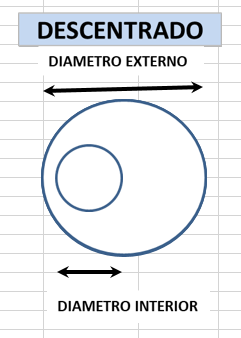 DESCENTRADO
DIAMETRO EXTERNO
DIAMETRO INTERIOR